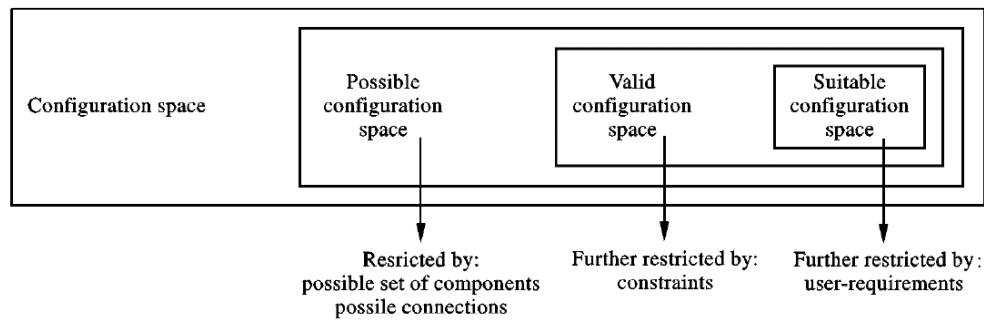 Configuration space
Possible
configuration
space
Valid
configuration
space
Suitable
configuration
space
Resricted by:
possible set of components
possile connections
Further restricted by:
constraints
Further restricted by:
user-requirements